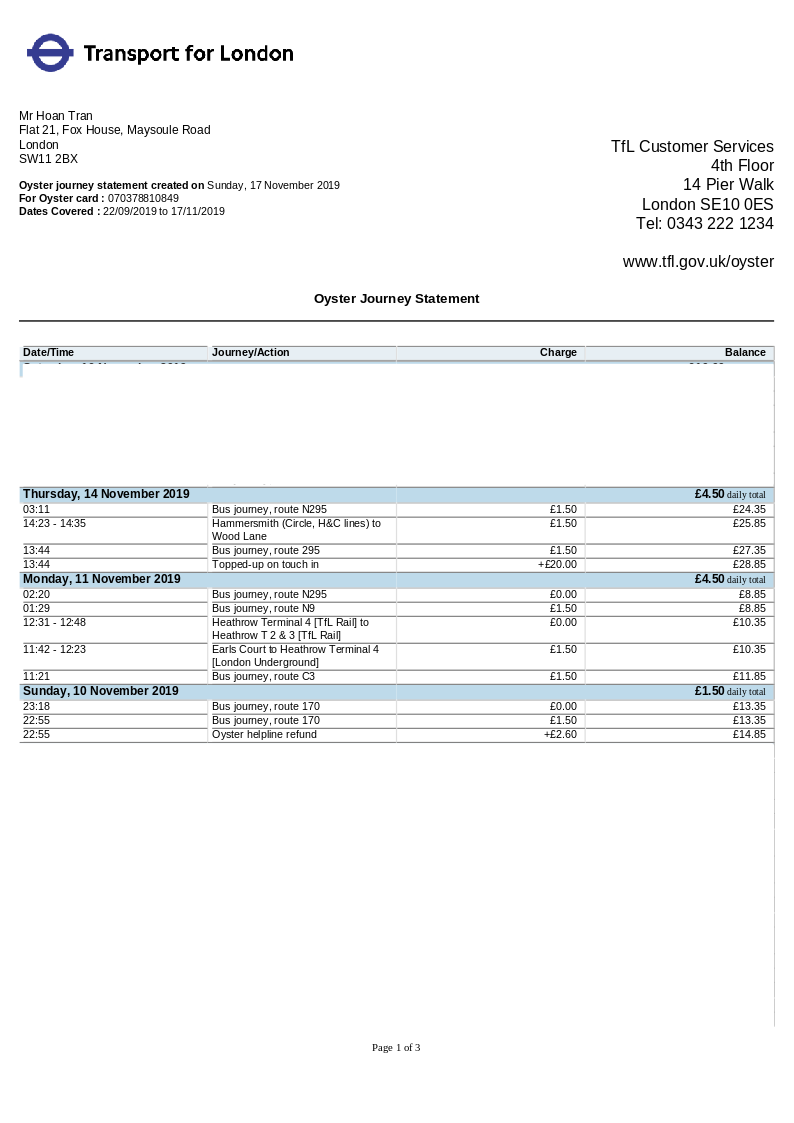 Transport for London
Mr Hoan Tran
Flat 21, Fox House, Maysoule Road
London
SW11 2BX
TfL Customer Services
4th Floor
14 Pier Walk
London SE10 0ES
Tel: 0343 222 1234
www.tfl.gov.uk/oyster
Oyster journey statement created on Sunday, 17 November 2019
For Oyster card : 070378810849
Dates Covered : 22/09/2019 to 17/11/2019
Oyster Journey Statement
Date/Time Journey/Action Charge Balance
Thursday, 14 November 2019 £4.50 daily total
03:11 Bus journey, route N295 £1.50 £24.35
14:23 - 14:35 Hammersmith (Circle, H&C lines) to £1.50 £25.85
Wood Lane
13:44 Bus journey, route 295 £1.50 £27.35
13:44 Topped-up on touch in +£20.00 £28.85
Monday, 11 November 2019 £4.50 daily total
02:20 Bus journey, route N295 £0.00 £8.85
01:29 Bus journey, route N9 £1.50 £8.85
12:31 - 12:48 Heathrow Terminal 4 [TfL Rail] to £0.00 £10.35
Heathrow T 2 & 3 [TfL Rail]
11:42 - 12:23 Earls Court to Heathrow Terminal 4 £1.50 £10.35
[London Underground]
11:21 Bus journey, route C3 £1.50 £11.85
Sunday, 10 November 2019 £1.50 daily total
23:18 Bus journey, route 170 £0.00 £13.35
22:55 Bus journey, route 170 £1.50 £13.35
22:55 Oyster helpline refund +£2.60 £14.85
Page 1 of 3